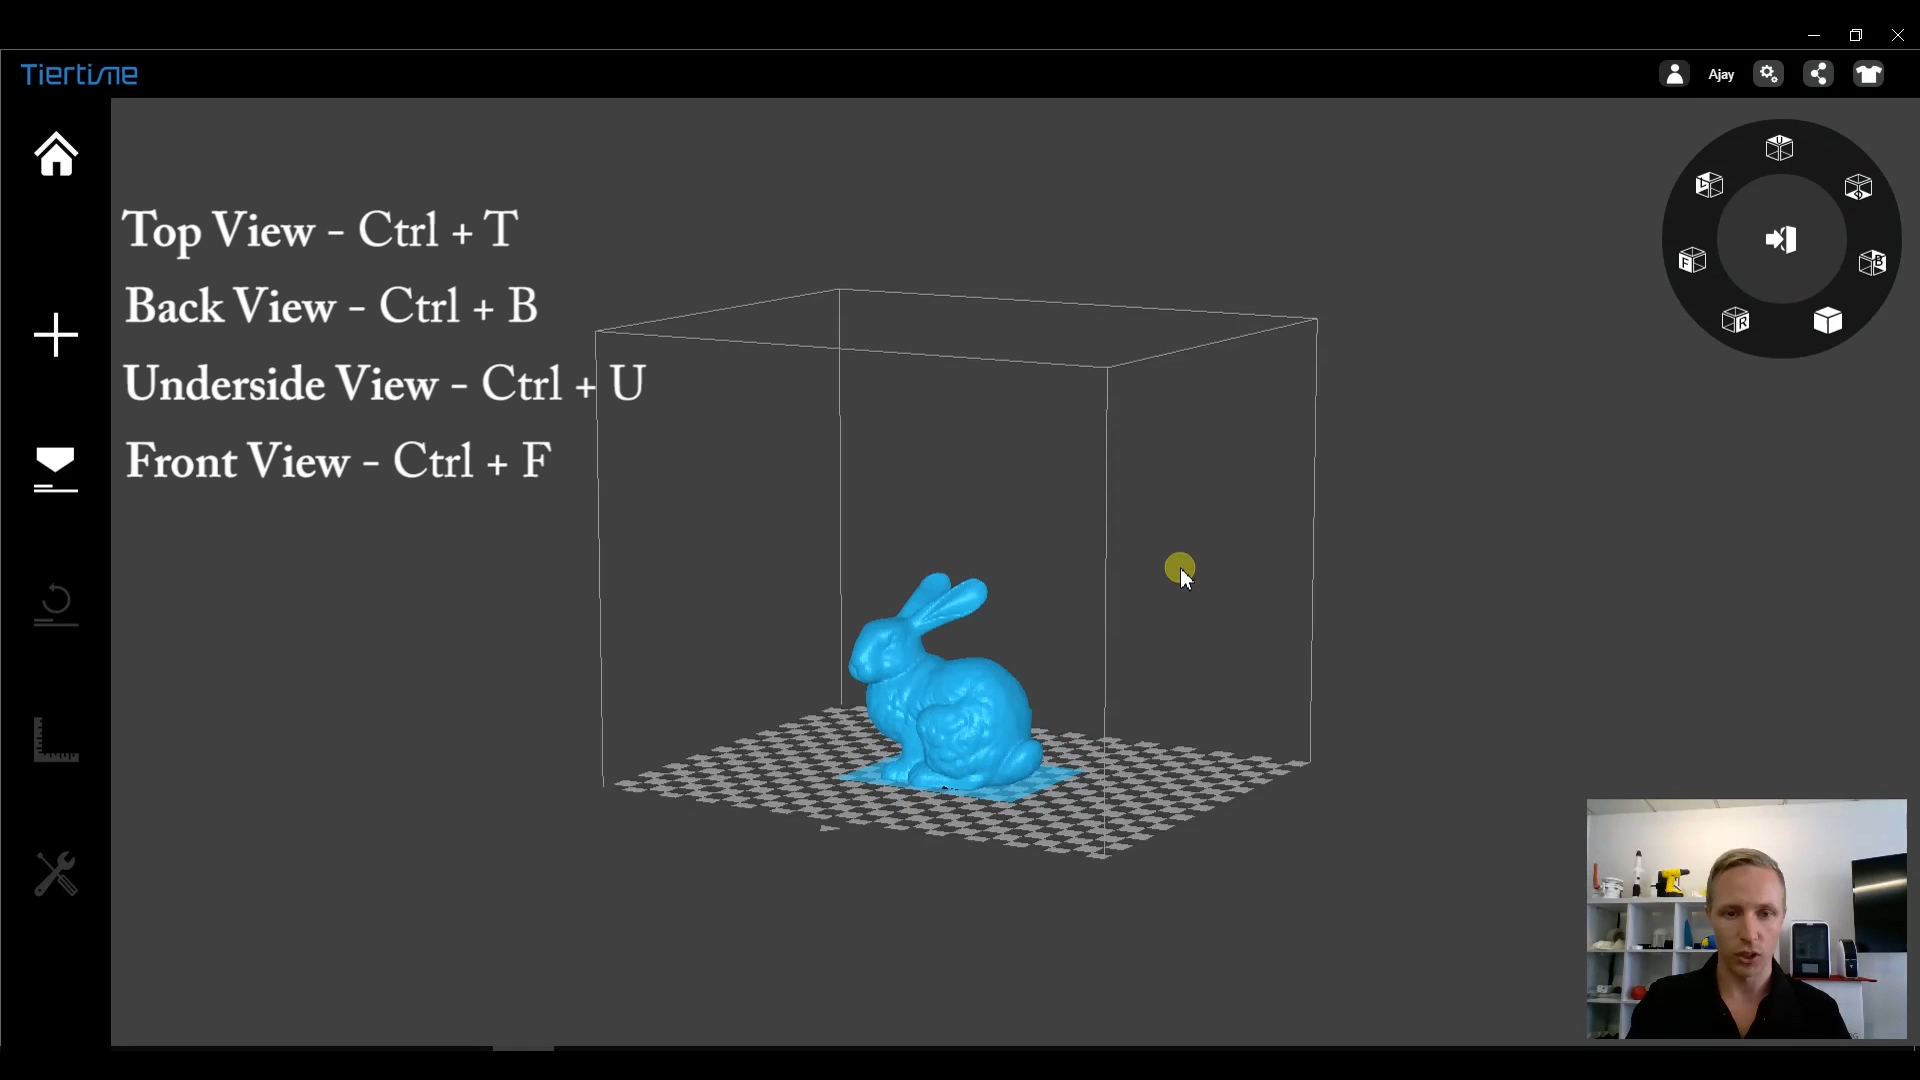 Tiertime
Ajay
Top View - Ctrl + T
Back View - Ctrl + B
Underside View - Ctrl + U
Front View - Ctrl + F
U
L
F
B
R